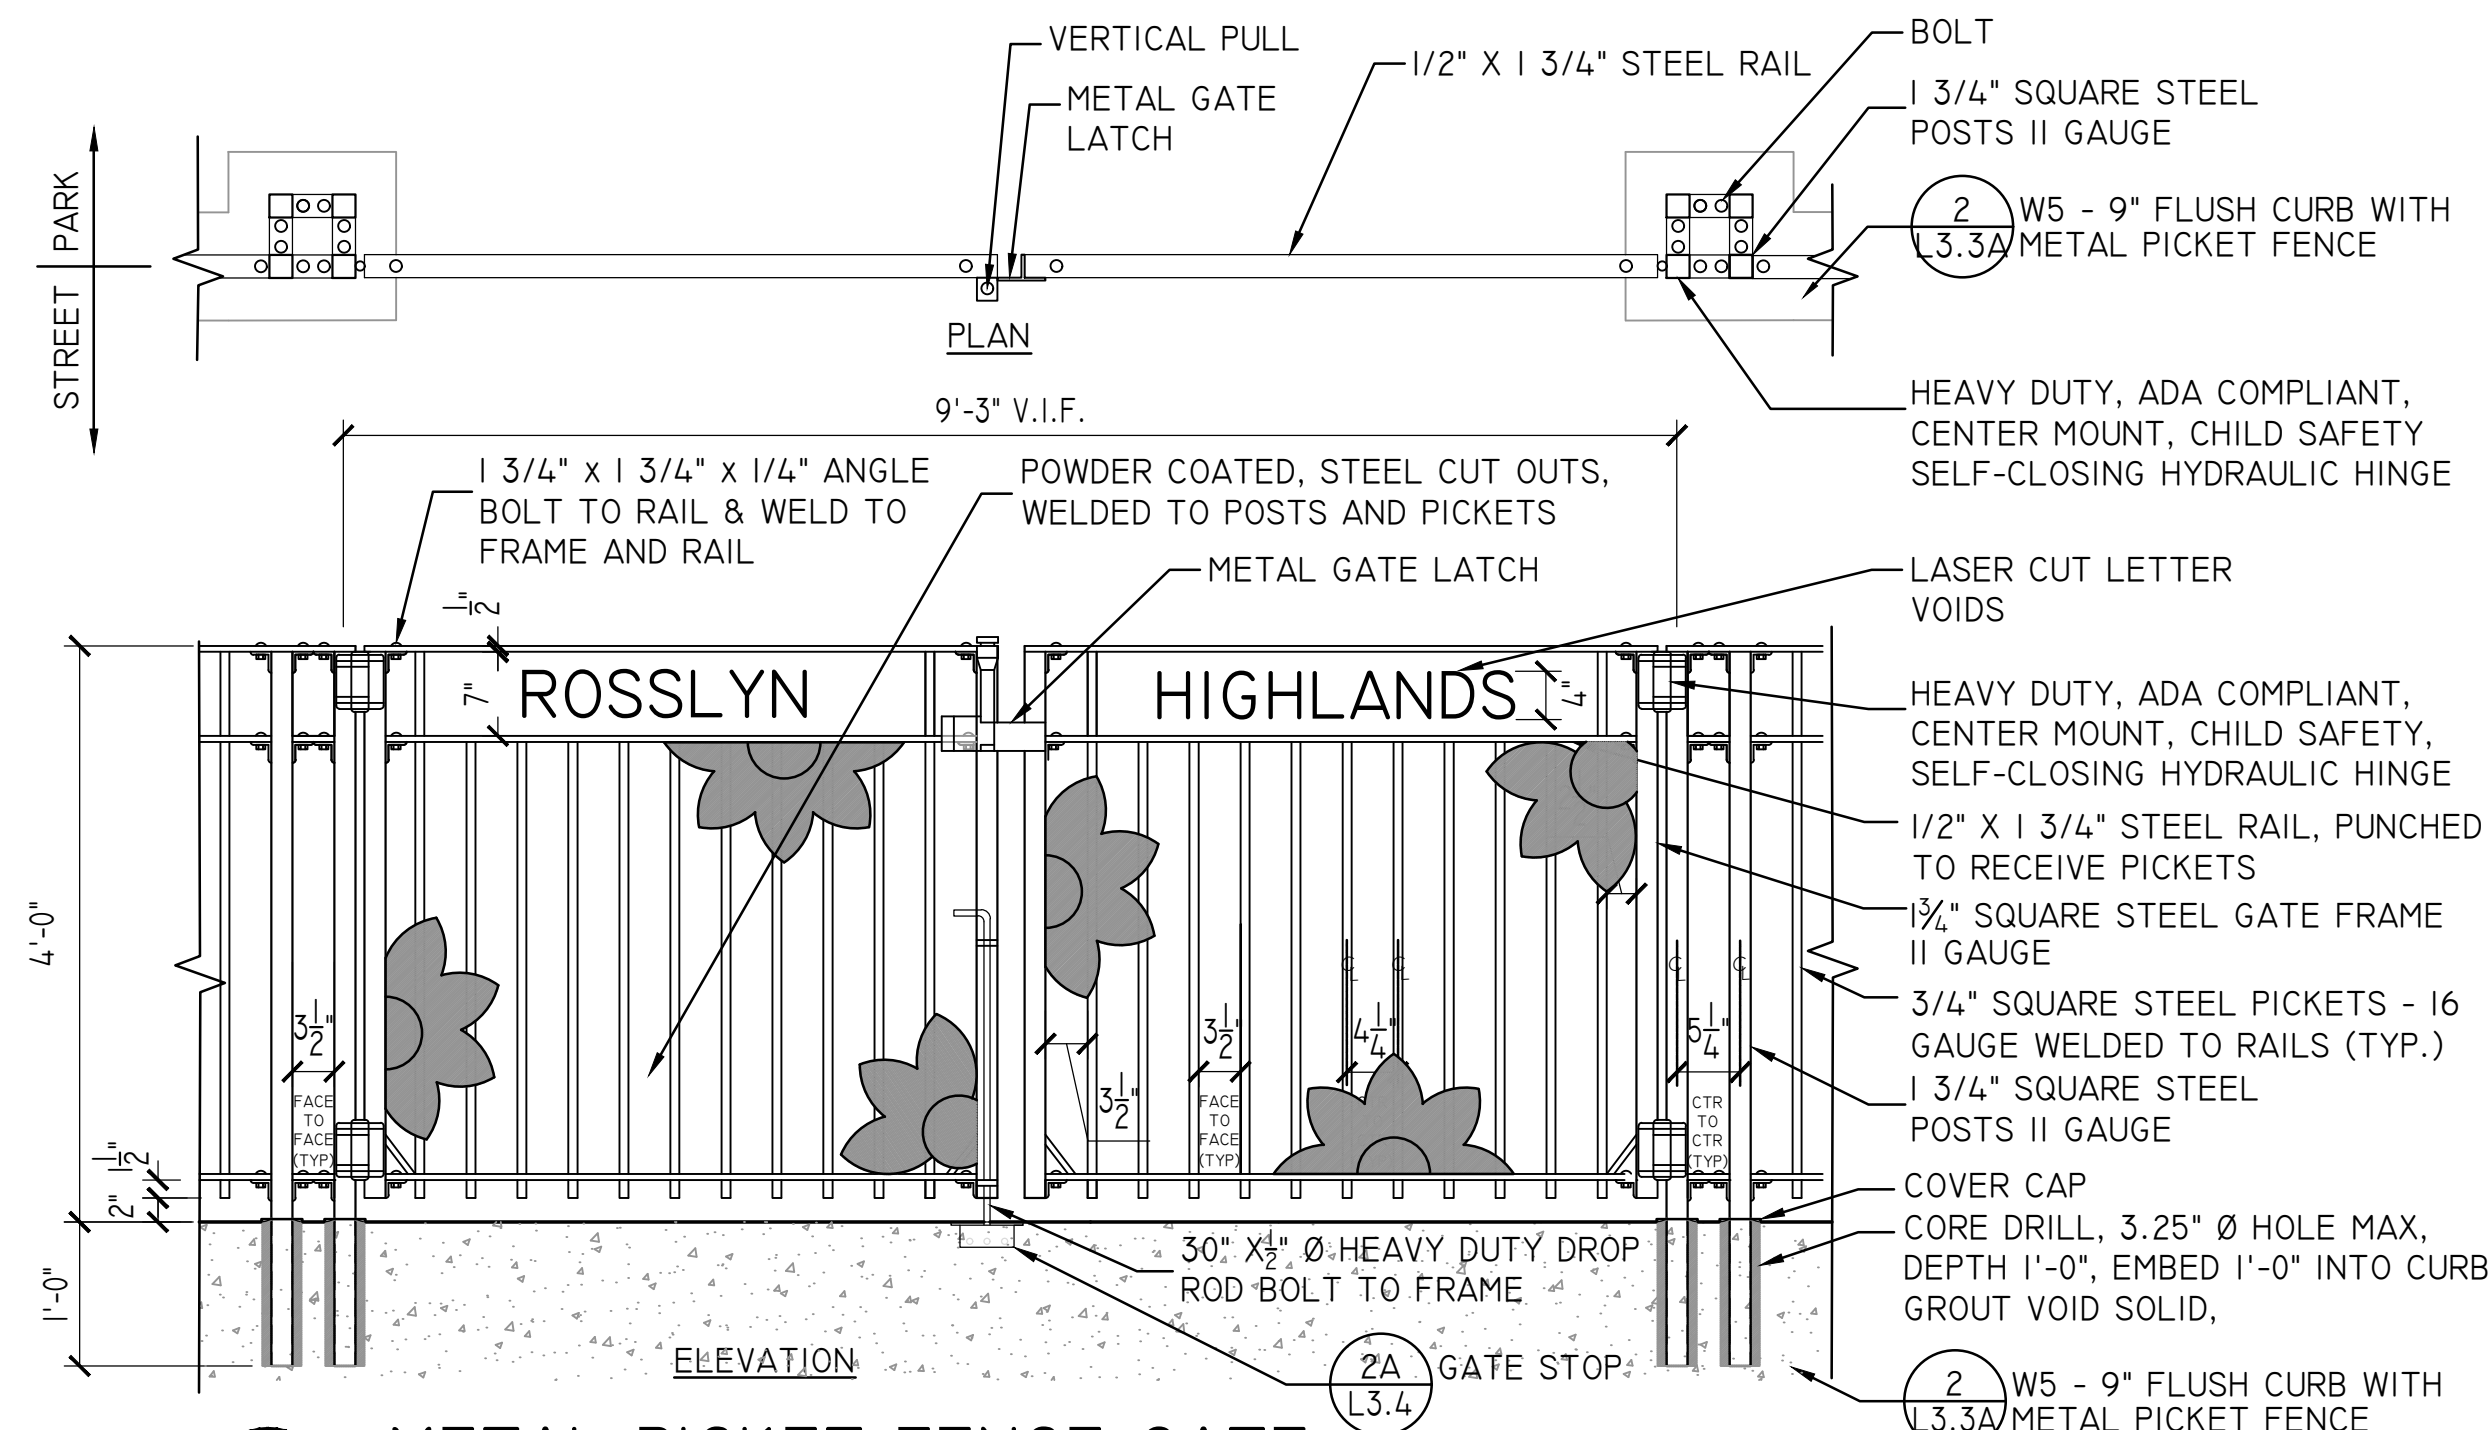 VERTICAL PULL
METAL GATE
LATCH
1/2" X 1 3/4" STEEL RAIL
BOLT
1 3/4" SQUARE STEEL
POSTS 11 GAUGE
2
L3.3A
W5 - 9" FLUSH CURB WITH
METAL PICKET FENCE
PARK
STREET
PLAN
HEAVY DUTY, ADA COMPLIANT,
CENTER MOUNT, CHILD SAFETY
SELF-CLOSING HYDRAULIC HINGE
9'-3" V.I.F.
1 3/4" x 1 3/4" x 1/4" ANGLE
BOLT TO RAIL & WELD TO
FRAME AND RAIL
POWDER COATED, STEEL CUT OUTS,
WELDED TO POSTS AND PICKETS
METAL GATE LATCH
LASER CUT LETTER
VOIDS
1/2"
7"
ROSSLYN
HIGHLANDS
4"
HEAVY DUTY, ADA COMPLIANT,
CENTER MOUNT, CHILD SAFETY,
SELF-CLOSING HYDRAULIC HINGE
1/2" X 1 3/4" STEEL RAIL, PUNCHED
TO RECEIVE PICKETS
1 3/4" SQUARE STEEL GATE FRAME
11 GAUGE
3/4" SQUARE STEEL PICKETS - 16
GAUGE WELDED TO RAILS (TYP.)
1 3/4" SQUARE STEEL
POSTS 11 GAUGE
4'-0"
CL
CL
CL
CL
3 1/2"
FACE
TO
FACE
(TYP)
3 1/2"
3 1/2"
FACE
TO
FACE
(TYP)
4 1/4"
5 1/4"
CTR
TO
CTR
(TYP)
1 1/2"
2"
1'-0"
COVER CAP
CORE DRILL, 3.25" Ø HOLE MAX,
DEPTH 1'-0", EMBED 1'-0" INTO CURB
GROUT VOID SOLID,
30" X 1/2" Ø HEAVY DUTY DROP
ROD BOLT TO FRAME
ELEVATION
2A
L3.4
GATE STOP
2
L3.3A
W5 - 9" FLUSH CURB WITH
METAL PICKET FENCE
METAL PICKET FENCE GATE